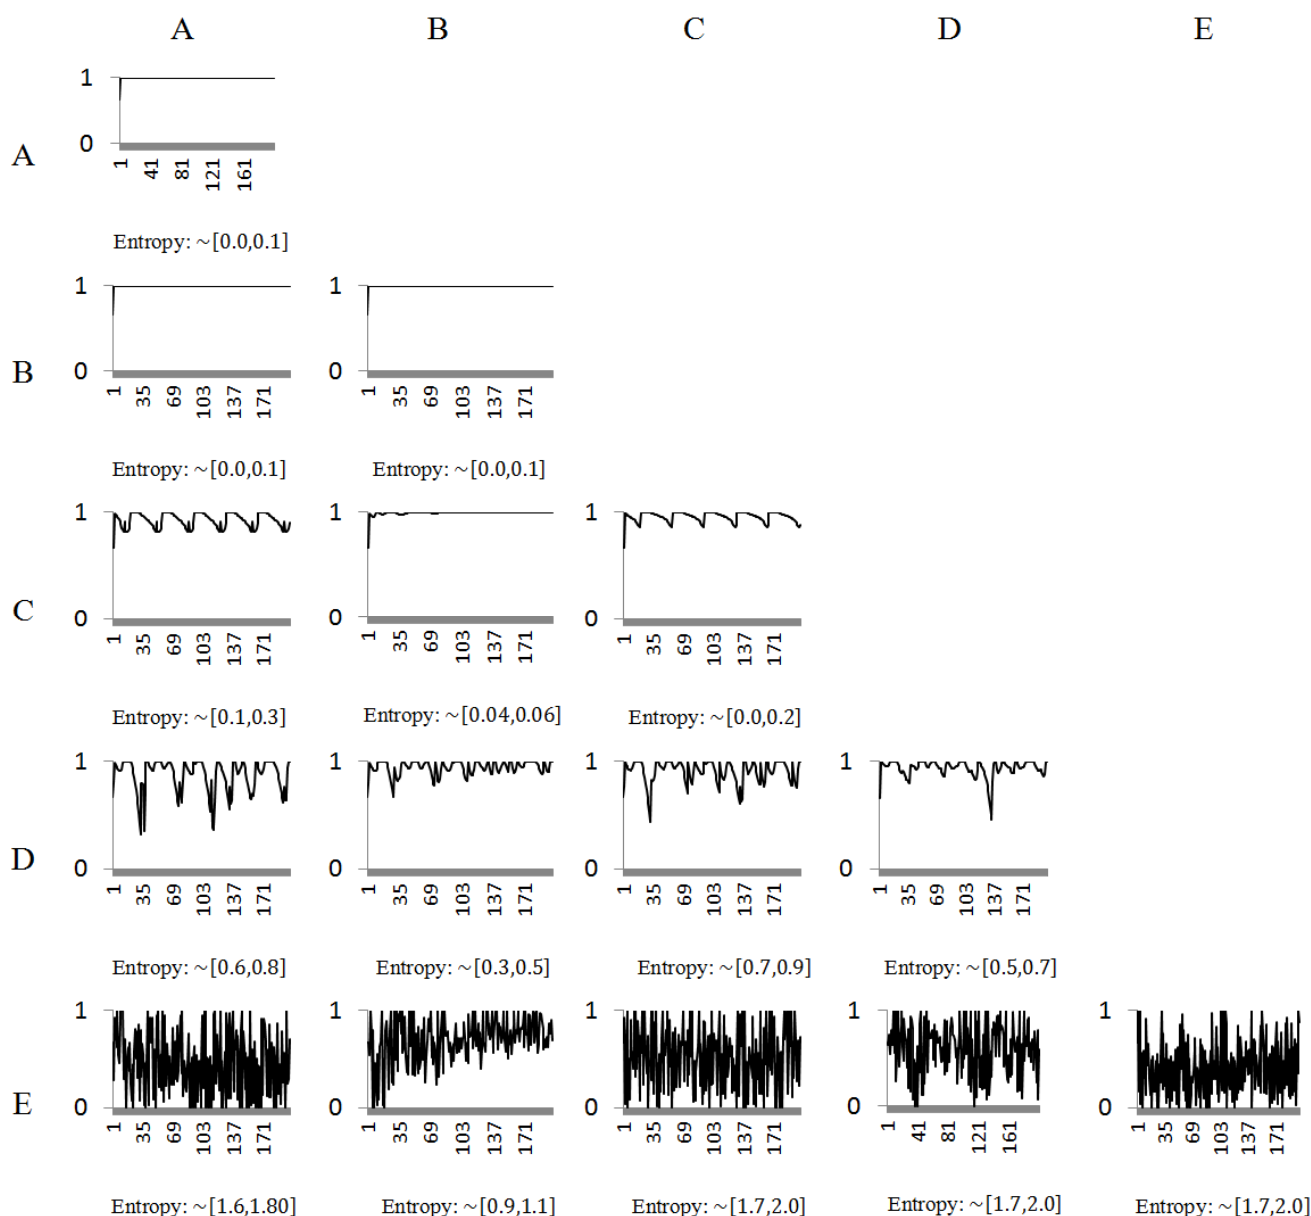 A B C D E
1
0
A
1 41 81 121 161
Entropy: ~[0.0,0.1]
1 1
0 0
B
1 35 69 103 137 171 1 35 69 103 137 171
Entropy: ~[0.0,0.1] Entropy: ~[0.0,0.1]
1 1 1
0 0 0
C
1 35 69 103 137 171 1 35 69 103 137 171 1 35 69 103 137 171
Entropy: ~[0.1,0.3] Entropy: ~[0.04,0.06] Entropy: ~[0.0,0.2]
1 1 1 1
0 0 0 0
D
1 35 69 103 137 171 1 35 69 103 137 171 1 35 69 103 137 171 1 35 69 103 137 171
Entropy: ~[0.6,0.8] Entropy: ~[0.3,0.5] Entropy: ~[0.7,0.9] Entropy: ~[0.5,0.7]
1 1 1 1 1
0 0 0 0 0
E
1 35 69 103 137 171 1 35 69 103 137 171 1 35 69 103 137 171 1 41 81 121 161 1 35 69 103 137 171
Entropy: ~[1.6,1.80] Entropy: ~[0.9,1.1] Entropy: ~[1.7,2.0] Entropy: ~[1.7,2.0] Entropy: ~[1.7,2.0]